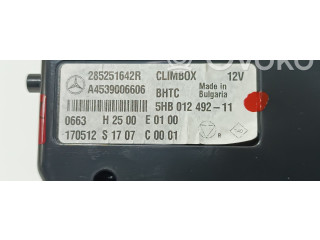 285251642R CLIMBOX 12V
A4539006606 BHTC Made in Bulgaria
5HB 012 492-11
0663 H 25 00 E 01 00
170512 S 17 07 C 00 01